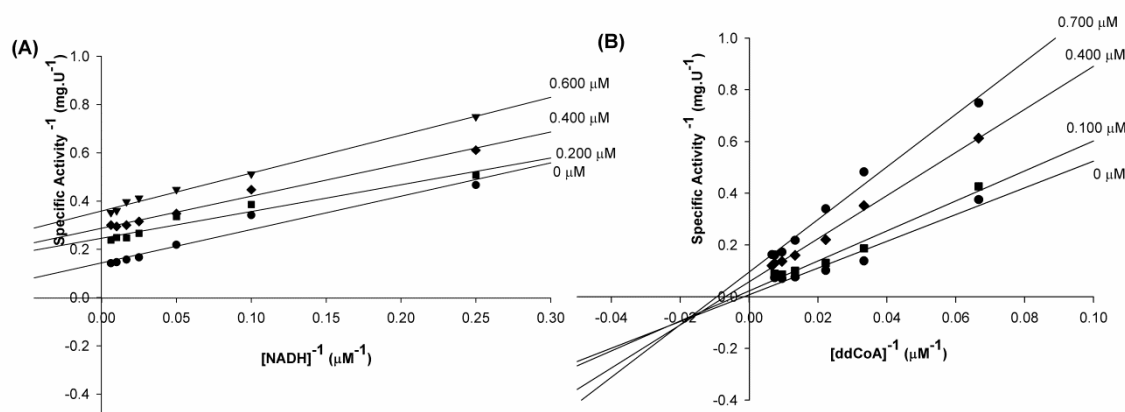 (A)
Specific Activity -1 (mg.U-1)
1.0
0.8
0.6
0.4
0.2
0.0
-0.2
-0.4
0.00 0.05 0.10 0.15 0.20 0.25 0.30
[NADH]-1 (μM-1)
0.600 μM
0.400 μM
0.200 μM
0 μM
(B)
Specific Activity -1 (mg.U-1)
1.0
0.8
0.6
0.4
0.2
0.0
-0.2
-0.4
-0.04 -0.02 0.00 0.02 0.04 0.06 0.08 0.10
[ddCoA]-1 (μM-1)
0.700 μM
0.400 μM
0.100 μM
0 μM